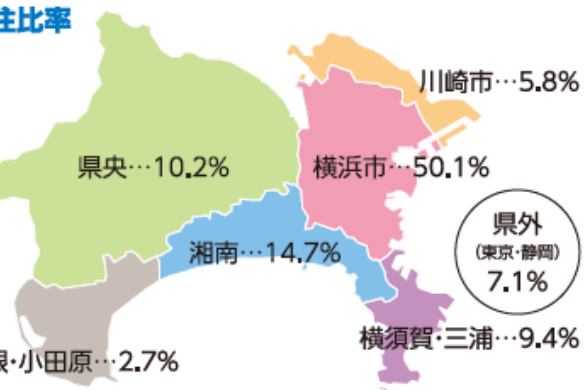 住比率
川崎市…5.8%
県央…10.2%
横浜市…50.1%
県外
(東京・静岡)
7.1%
湘南…14.7%
横須賀・三浦…9.4%
根・小田原…2.7%